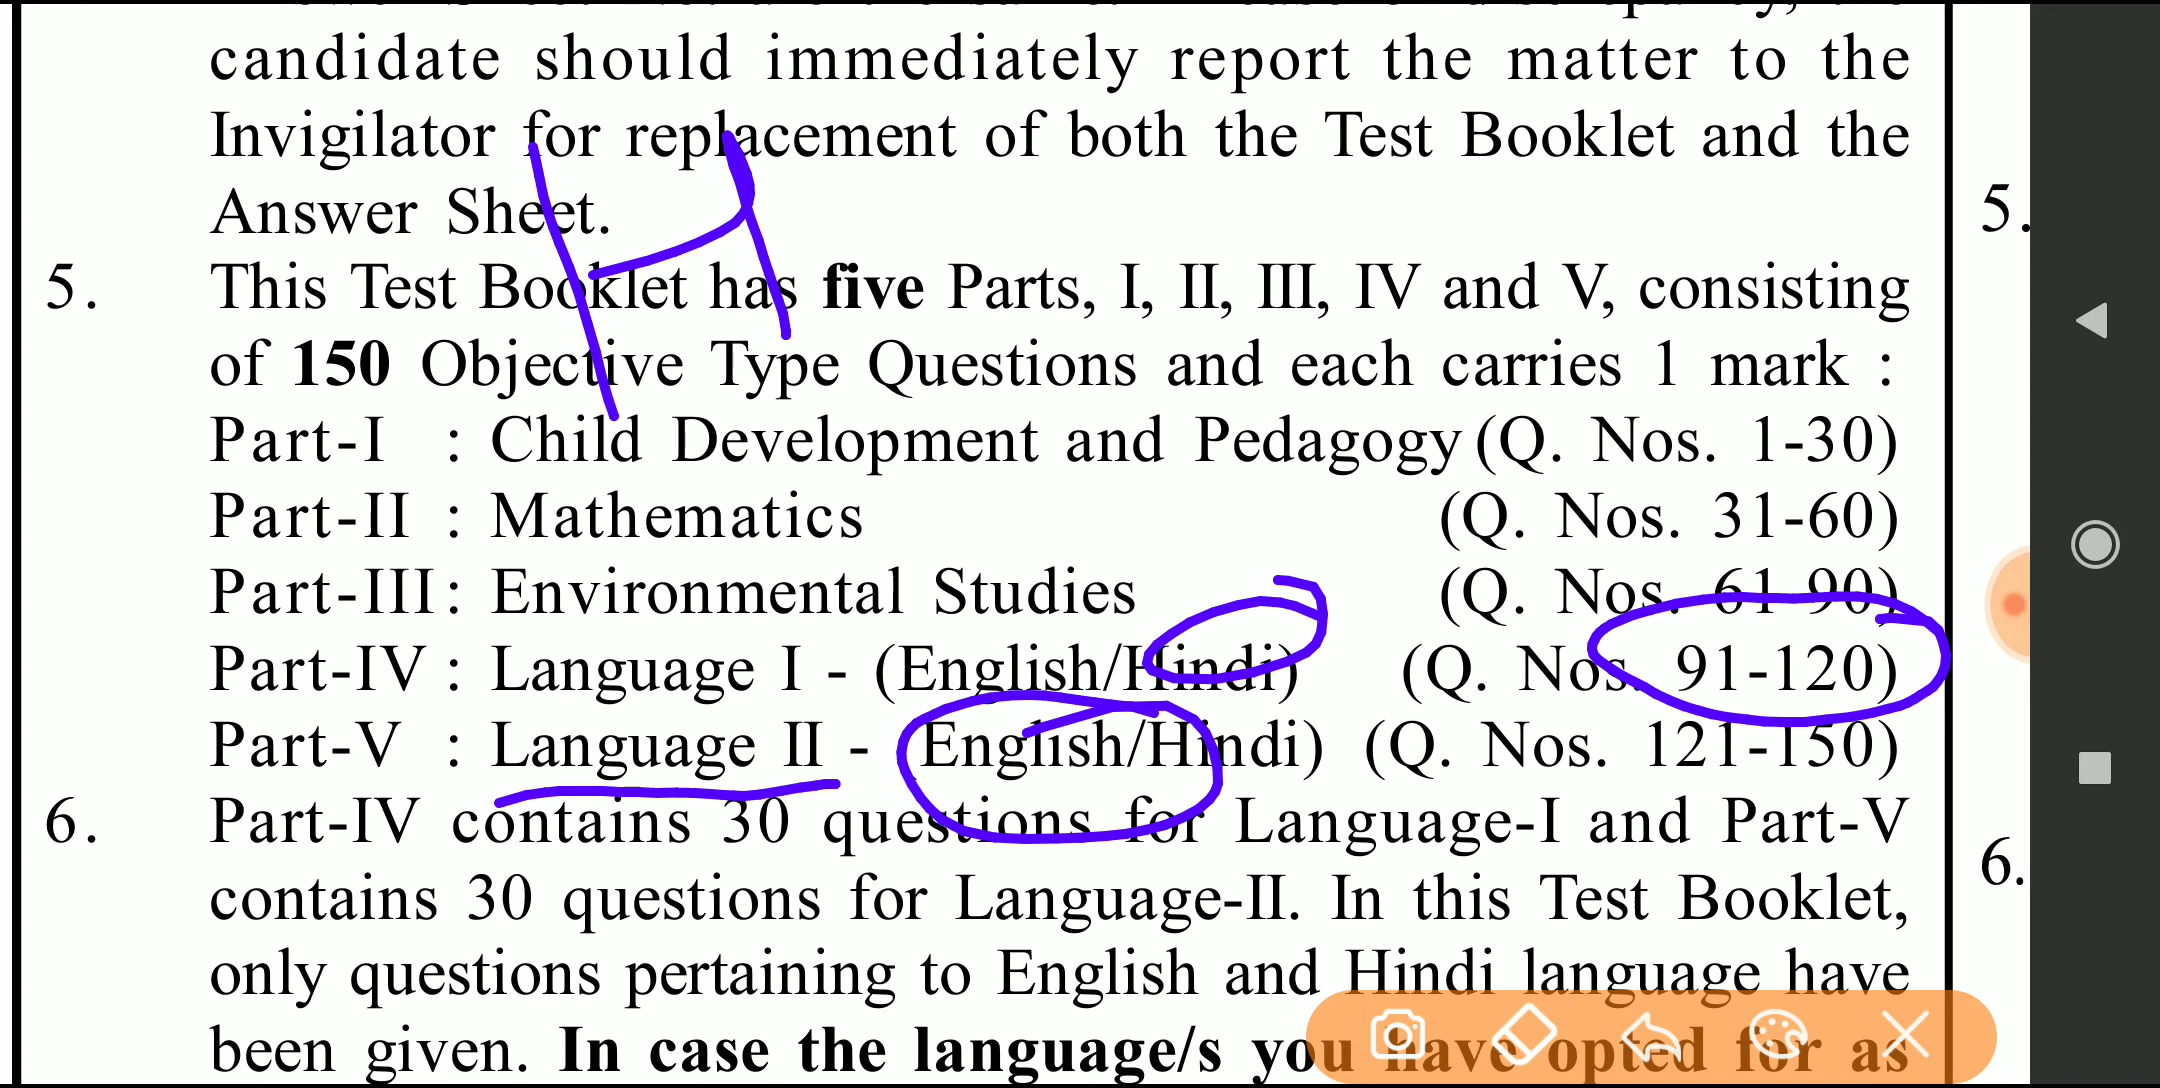 candidate should immediately report the matter to the
Invigilator for replacement of both the Test Booklet and the
Answer Sheet.
5.
5. This Test Booklet has five Parts, I, II, III, IV and V, consisting
of 150 Objective Type Questions and each carries 1 mark :
Part-I : Child Development and Pedagogy (Q. Nos. 1-30)
Part-II : Mathematics (Q. Nos. 31-60)
Part-III : Environmental Studies (Q. Nos. 61-90)
Part-IV : Language I - (English/Hindi) (Q. Nos. 91-120)
Part-V : Language II - (English/Hindi) (Q. Nos. 121-150)
6. Part-IV contains 30 questions for Language-I and Part-V
6.
contains 30 questions for Language-II. In this Test Booklet,
only questions pertaining to English and Hindi language have
been given. In case the language/s you have opted for as
H